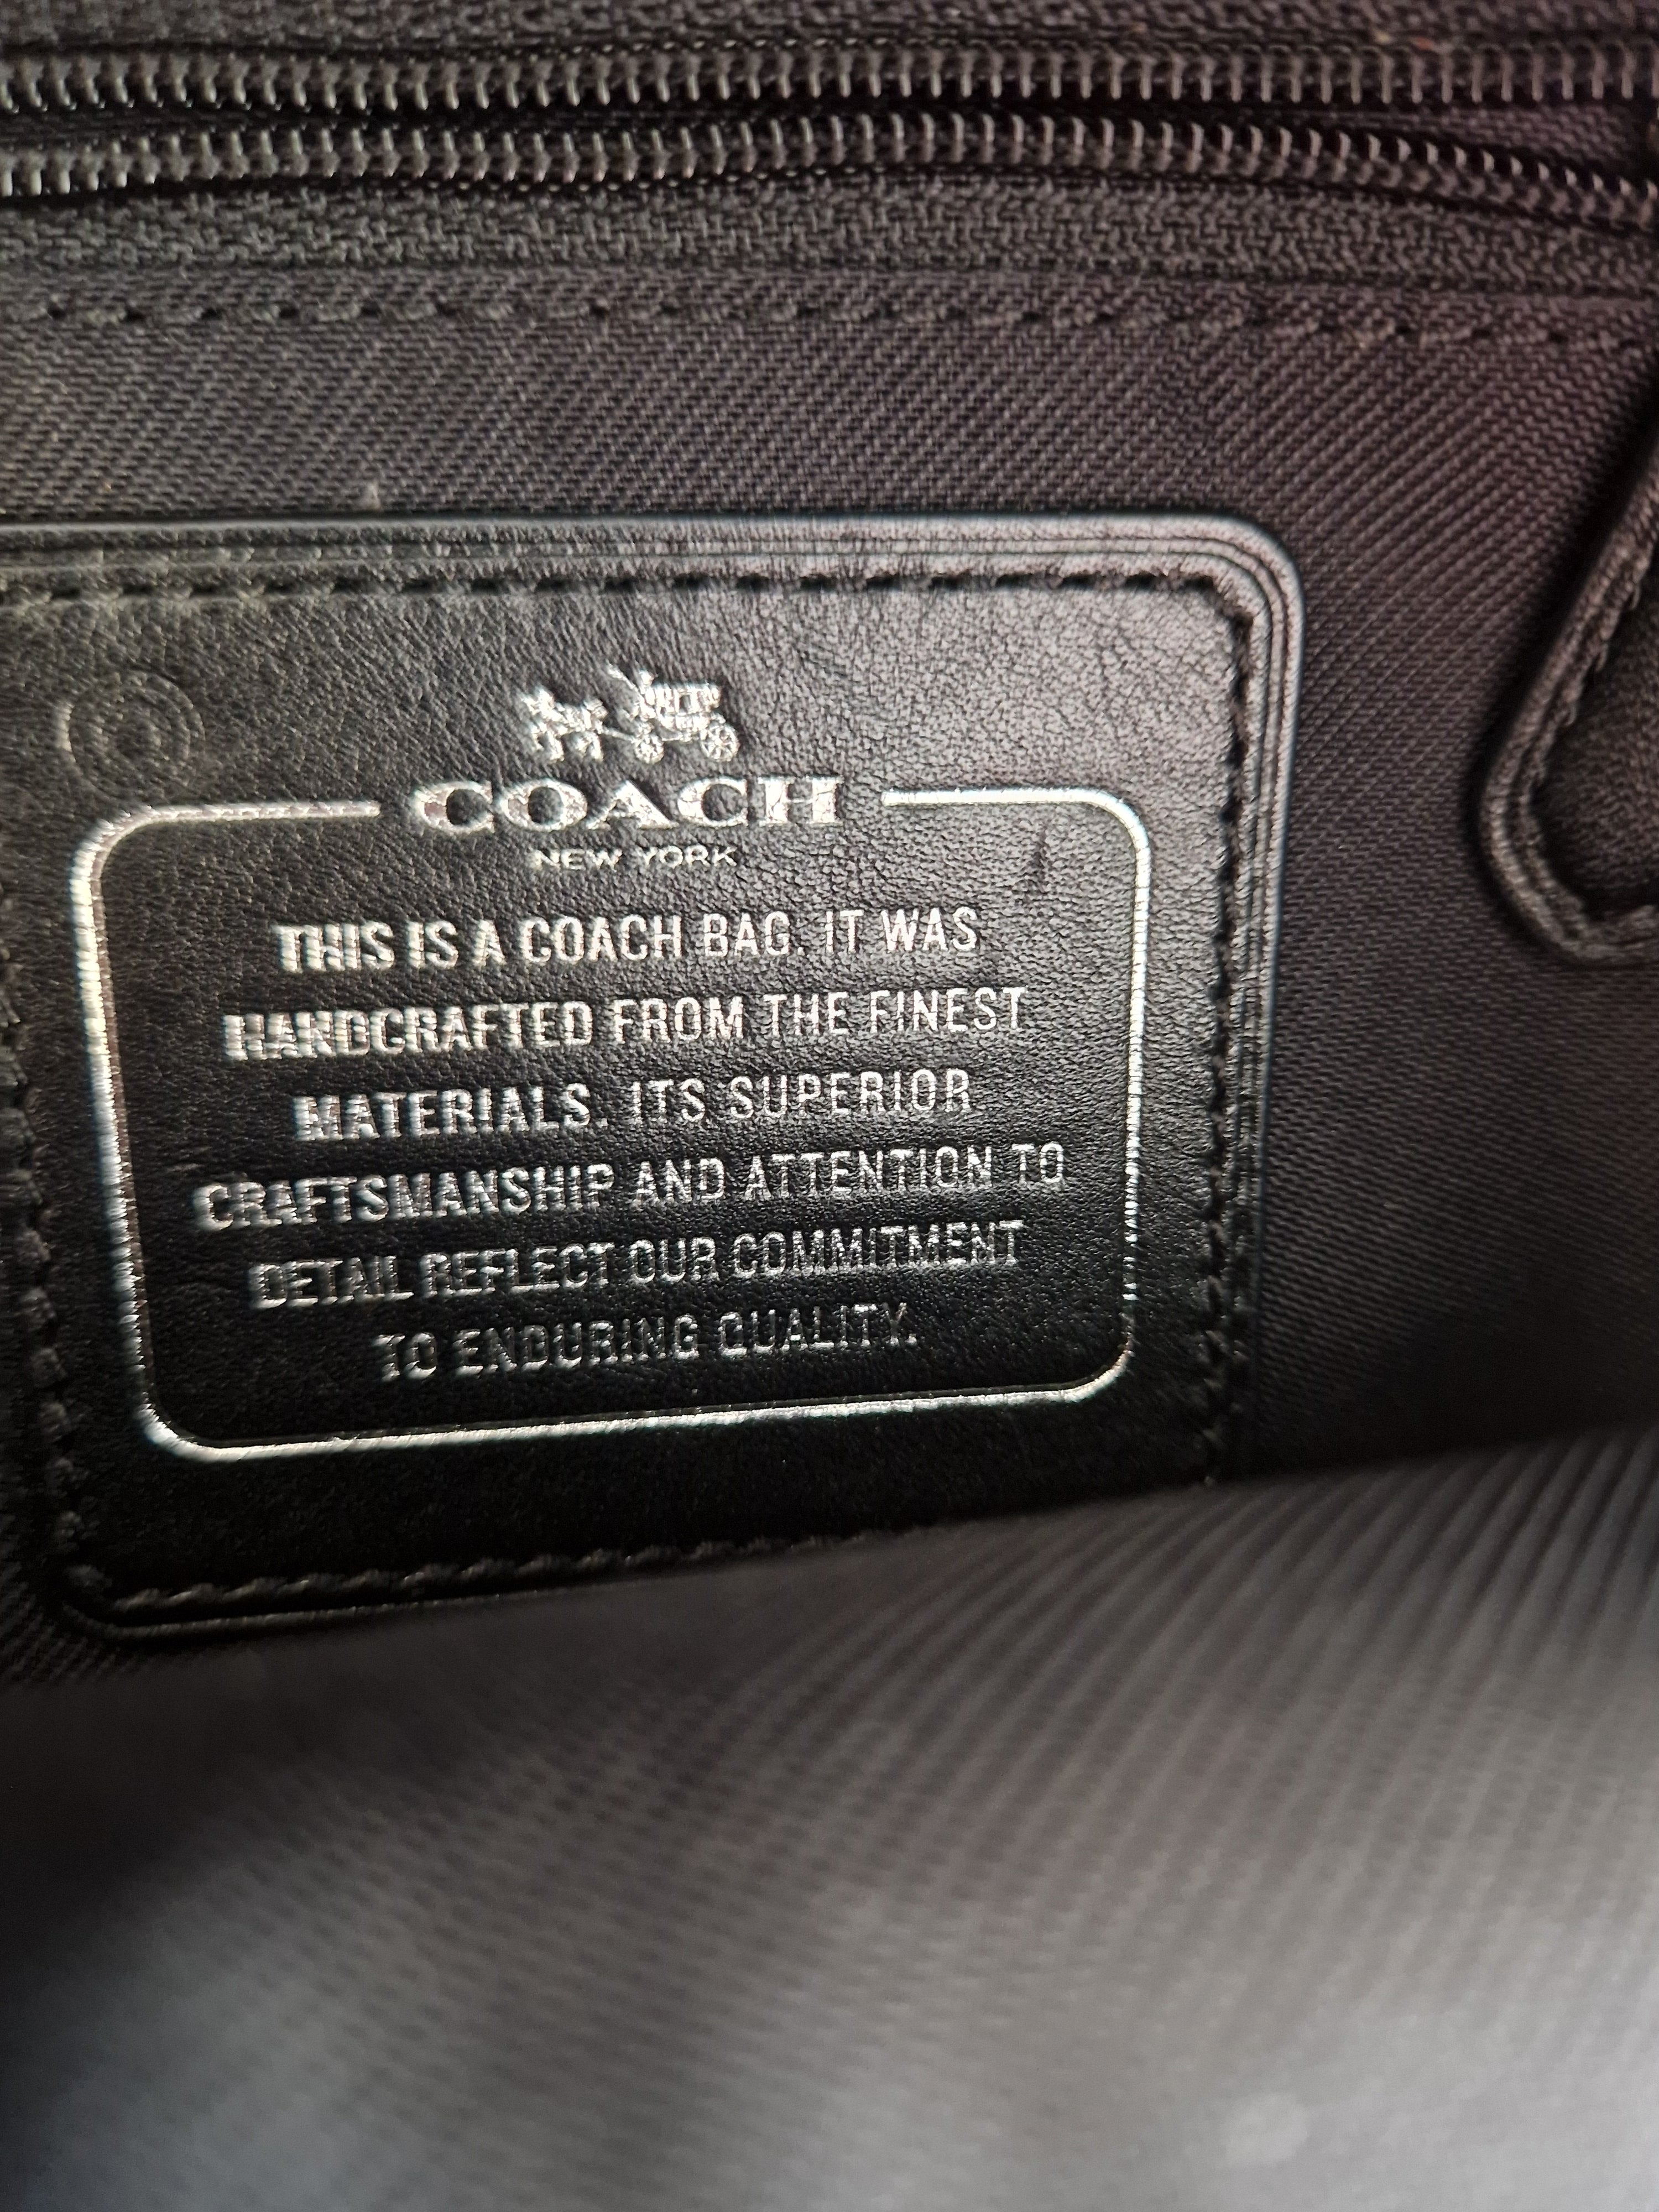 COACH
NEW YORK
THIS IS A COACH BAG. IT WAS
HANDCRAFTED FROM THE FINEST
MATERIALS. ITS SUPERIOR
CRAFTSMANSHIP AND ATTENTION TO
DETAIL REFLECT OUR COMMITMENT
TO ENDURING QUALITY.